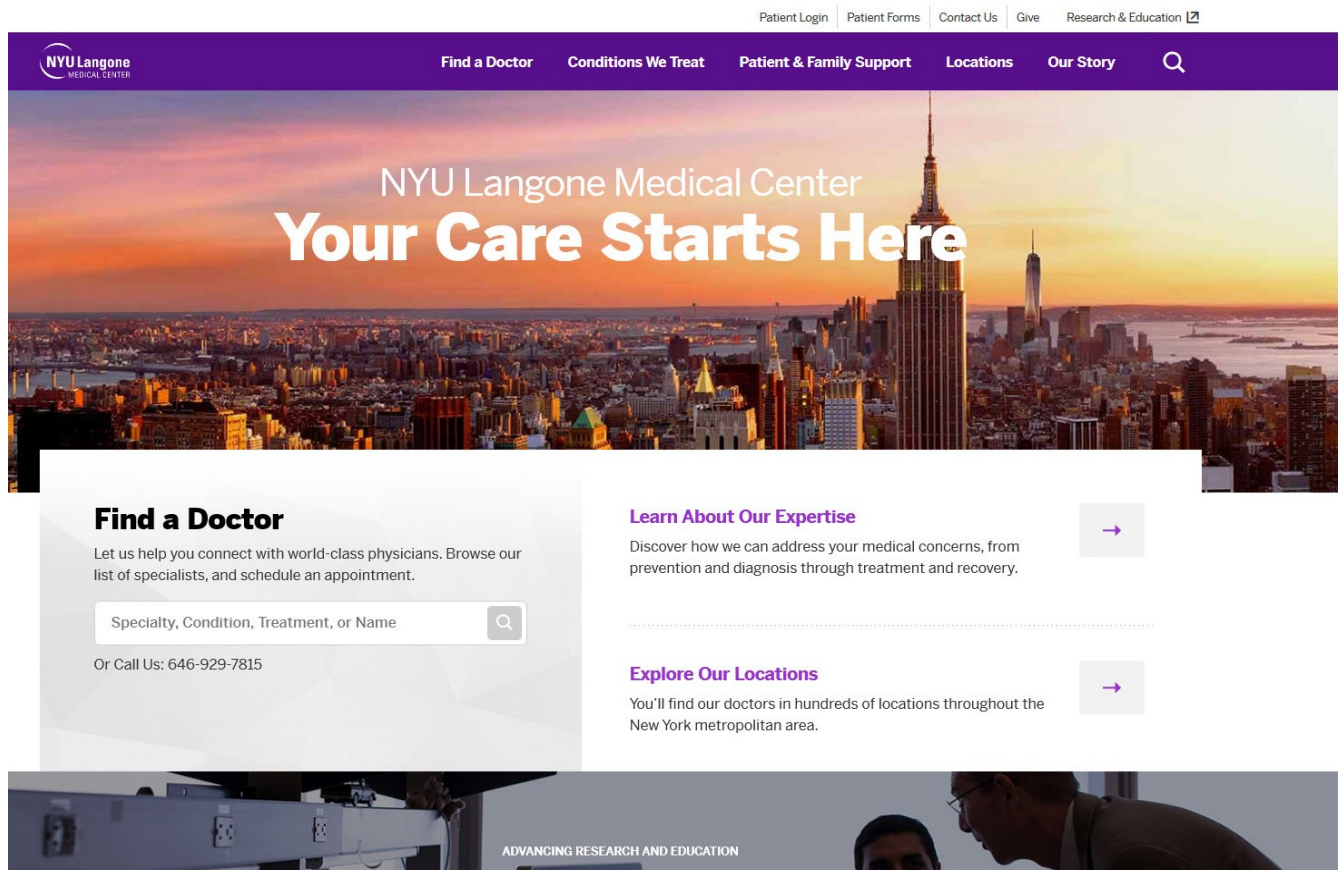 Patient Login
Patient Forms
Contact Us
Give
Research & Education
NYU Langone
MEDICAL CENTER
Find a Doctor
Conditions We Treat
Patient & Family Support
Locations
Our Story
NYU Langone Medical Center
Your Care Starts Here
Find a Doctor
Let us help you connect with world-class physicians. Browse our
list of specialists, and schedule an appointment.
Specialty, Condition, Treatment, or Name
Or Call Us: 646-929-7815
Learn About Our Expertise
Discover how we can address your medical concerns, from
prevention and diagnosis through treatment and recovery.
Explore Our Locations
You'll find our doctors in hundreds of locations throughout the
New York metropolitan area.
ADVANCING RESEARCH AND EDUCATION